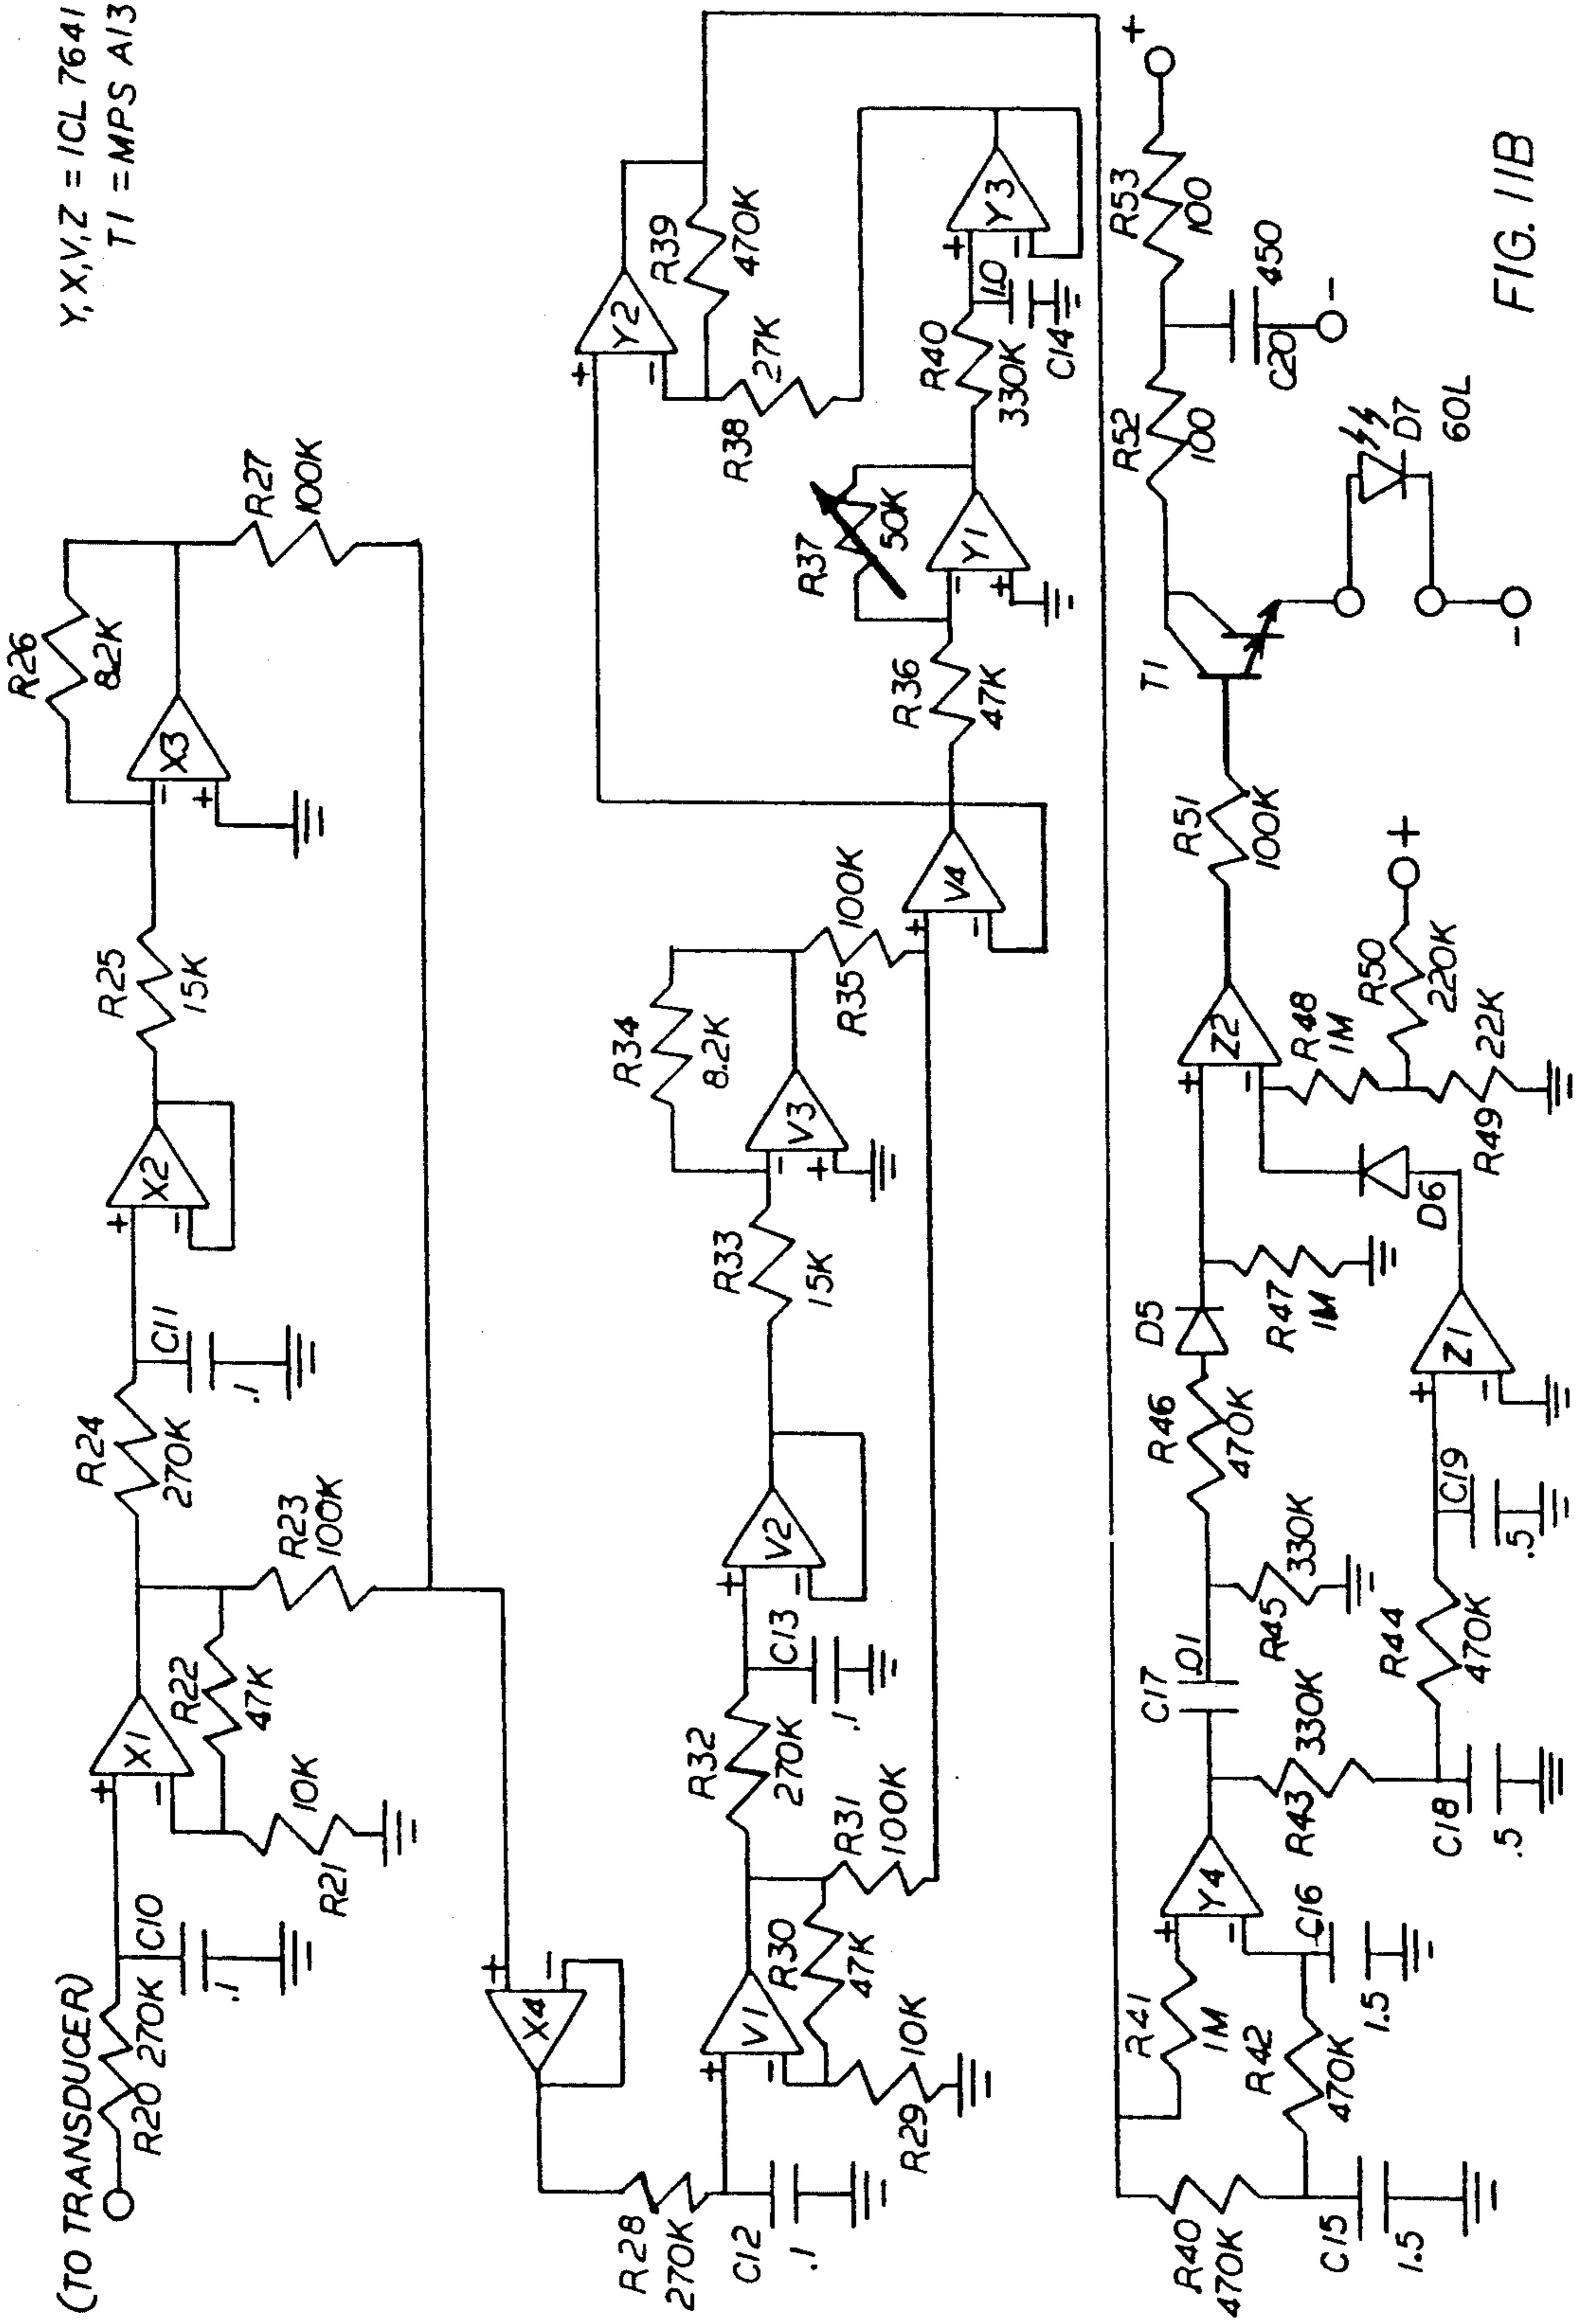 Y,X,V,Z = ICL 7641
T1 = MPS A13
(TO TRANSDUCER)
R20 270K
C10
.1
+
−
X1
R21
10K
R22
47K
R23
100K
R24
270K
C11
.1
+
−
X2
R25
15K
−
+
X3
R26
8.2K
R27
100K
+
−
X4
R28
270K
C12
.1
+
−
V1
R29
10K
R30
47K
R31
100K
R32
270K
C13
.1
+
−
V2
R33
15K
−
+
V3
R34
8.2K
R35
100K
+
−
V4
R36
47K
R37
50K
−
+
Y1
R38
27K
+
−
Y2
R39
470K
R40
330K
1.0
C14
+
−
Y3
R40
470K
C15
1.5
R41
1M
R42
470K
C16
1.5
+
−
Y4
C17
.01
R43
330K
C18
.5
R44
470K
R45
330K
C19
.5
R46
470K
D5
R47
1M
+
−
Z1
D6
+
−
Z2
R48
1M
R49
22K
R50
220K
+
R51
100K
T1
R52
100
R53
100
+
C20
450
−
D7
60L
−
FIG. 11B